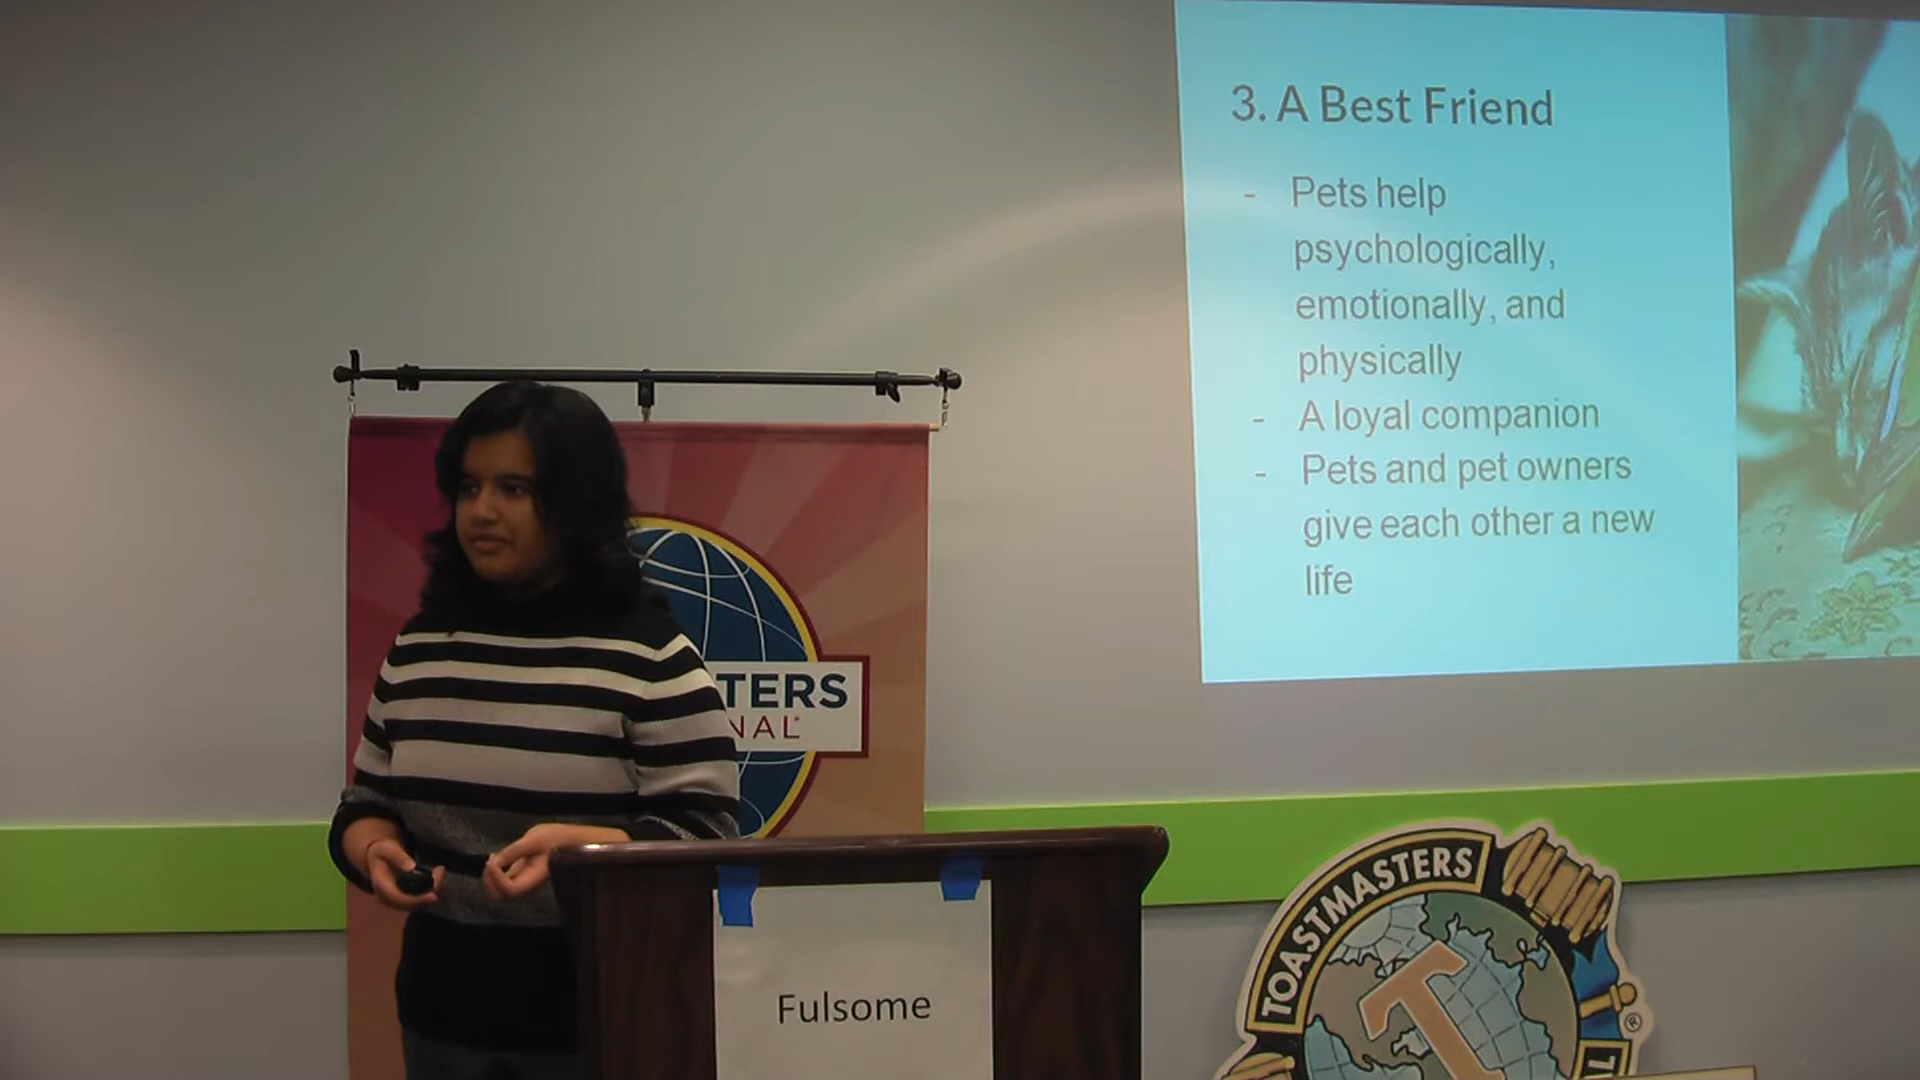 3. A Best Friend
- Pets help
psychologically,
emotionally, and
physically
- A loyal companion
- Pets and pet owners
give each other a new
life
TERS
NAL®
Fulsome
TOASTMASTERS
T
®